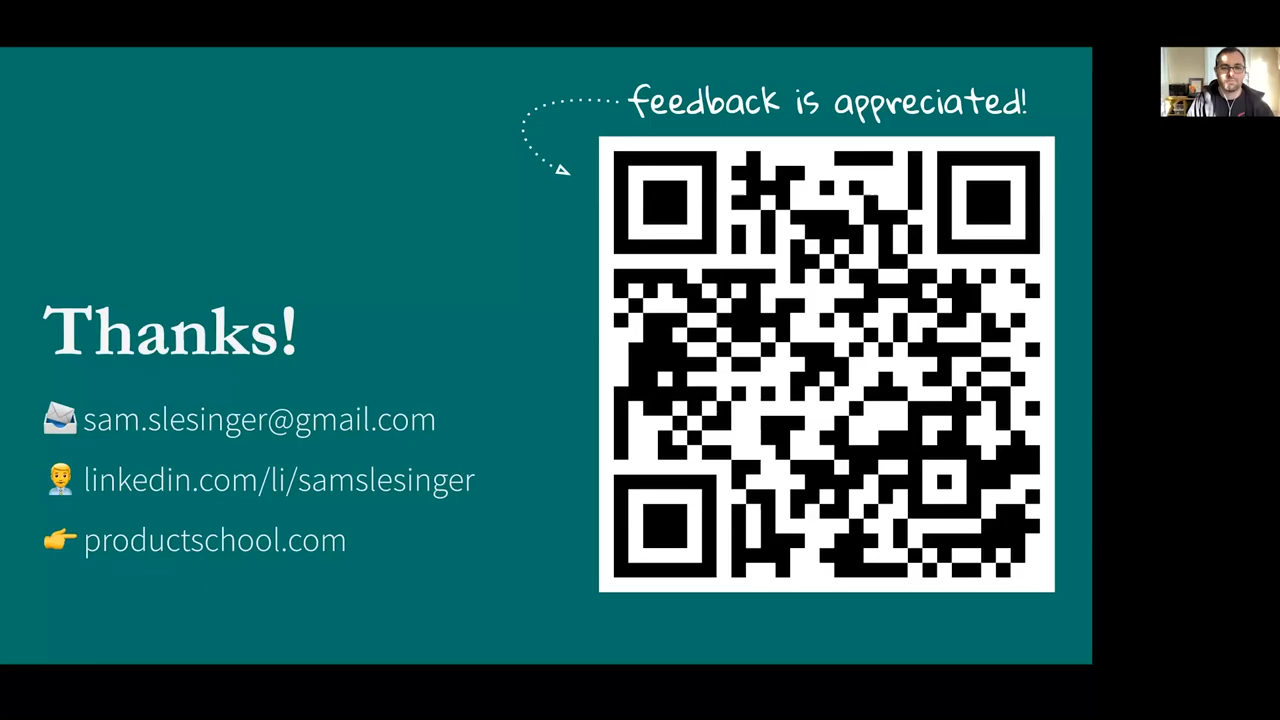 feedback is appreciated!
Thanks!
sam.slesinger@gmail.com
linkedin.com/li/samslesinger
productschool.com